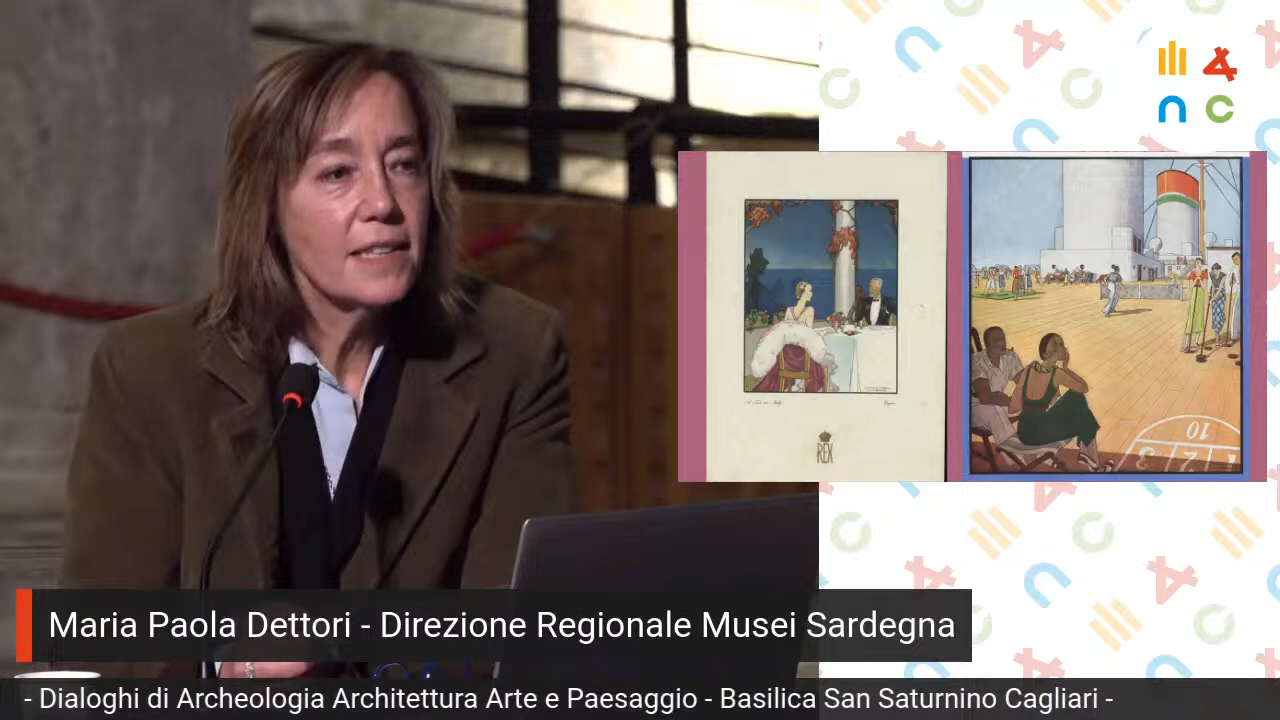 REX
10
1 2 3
Maria Paola Dettori - Direzione Regionale Musei Sardegna
- Dialoghi di Archeologia Architettura Arte e Paesaggio - Basilica San Saturnino Cagliari -